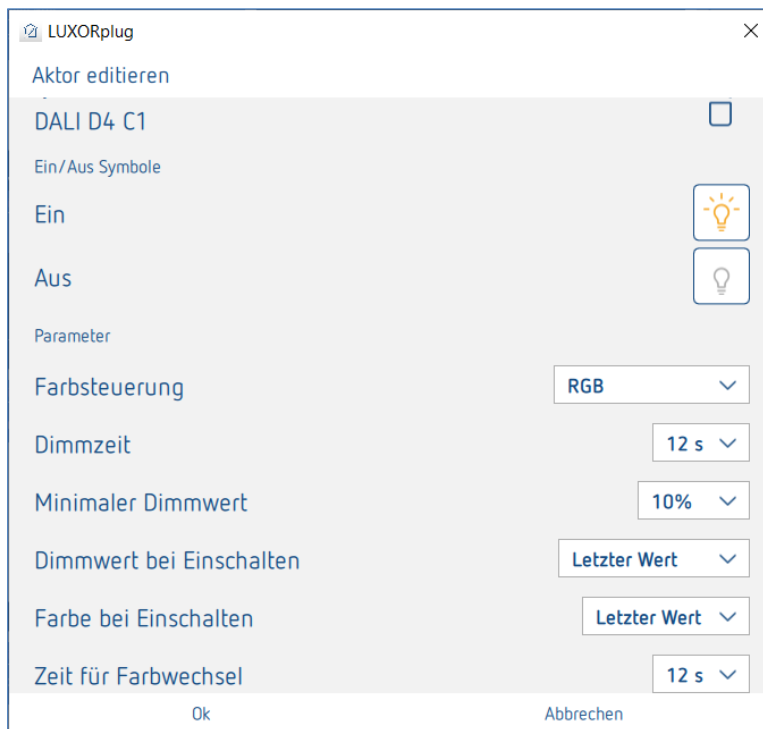 LUXORplug
Aktor editieren
DALI D4 C1
Ein/Aus Symbole
Ein
Aus
Parameter
Farbsteuerung RGB
Dimmzeit 12 s
Minimaler Dimmwert 10%
Dimmwert bei Einschalten Letzter Wert
Farbe bei Einschalten Letzter Wert
Zeit für Farbwechsel 12 s
Ok Abbrechen